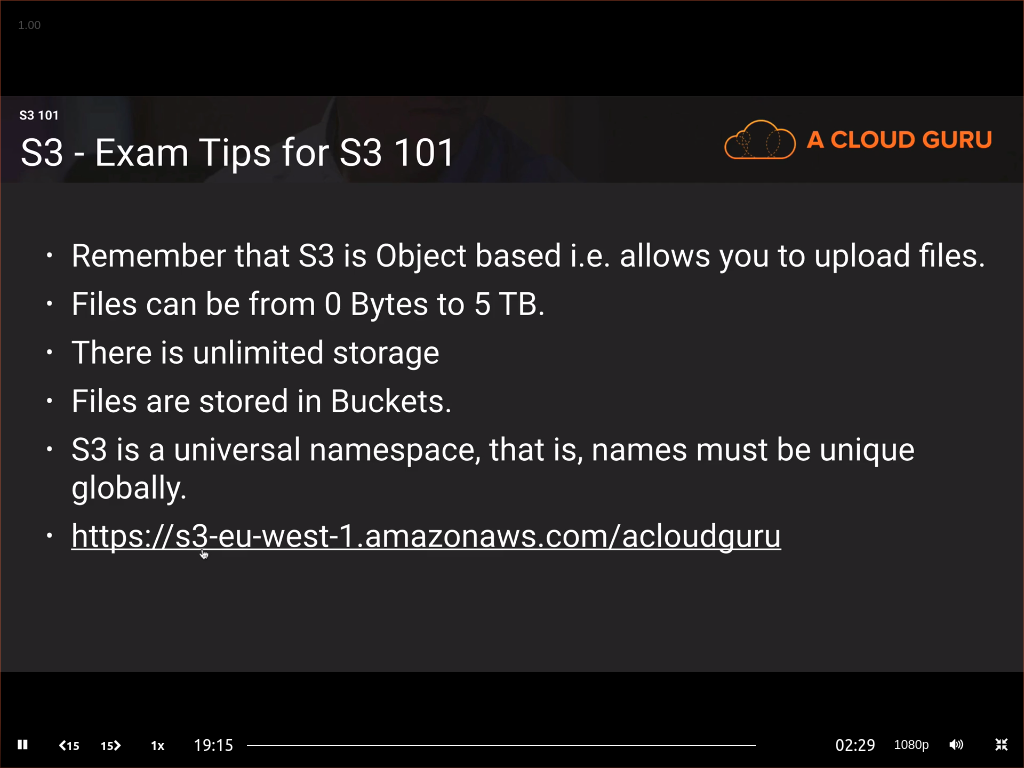 1.00
S3 101
S3 - Exam Tips for S3 101
A CLOUD GURU
• Remember that S3 is Object based i.e. allows you to upload files.
• Files can be from 0 Bytes to 5 TB.
• There is unlimited storage
• Files are stored in Buckets.
• S3 is a universal namespace, that is, names must be unique
globally.
• https://s3-eu-west-1.amazonaws.com/acloudguru
15 15 1x 19:15 02:29 1080p